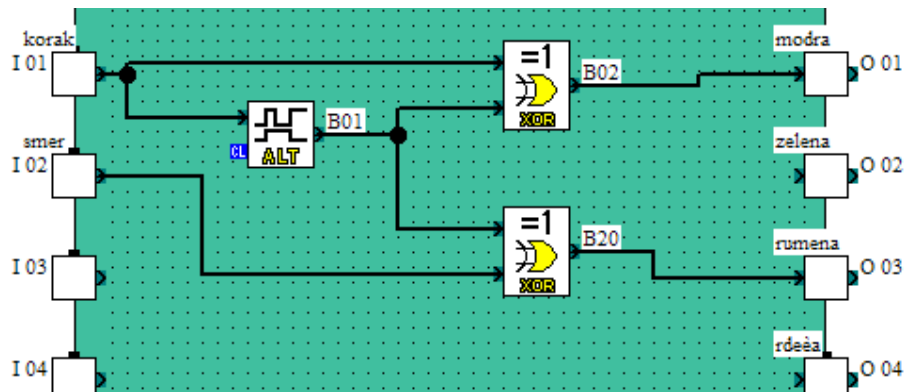 korak
I 01
=1
B02
XOR
modra
O 01
B01
CL
ALT
smer
I 02
zelena
O 02
=1
B20
XOR
rumena
I 03
O 03
rdeèa
I 04
O 04